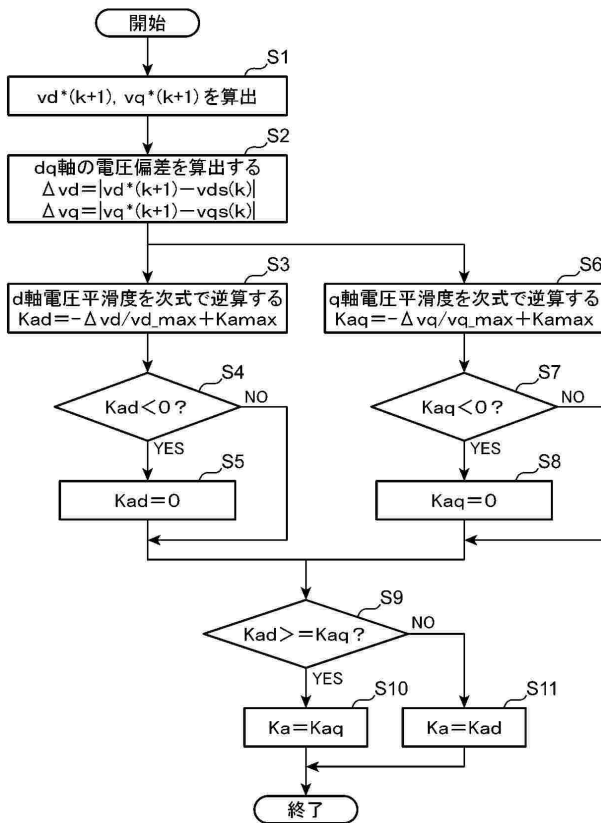 開始
S1
vd*(k+1), vq*(k+1)を算出
S2
dq軸の電圧偏差を算出する
Δvd=|vd*(k+1)-vds(k)|
Δvq=|vq*(k+1)-vqs(k)|
S3
d軸電圧平滑度を次式で逆算する
Kad=-Δvd/vd_max+Kamax
S6
q軸電圧平滑度を次式で逆算する
Kaq=-Δvq/vq_max+Kamax
S4
Kad<0?
NO
YES
S7
Kaq<0?
NO
YES
S5
Kad=0
S8
Kaq=0
S9
Kad>=Kaq?
NO
YES
S10
Ka=Kaq
S11
Ka=Kad
終了